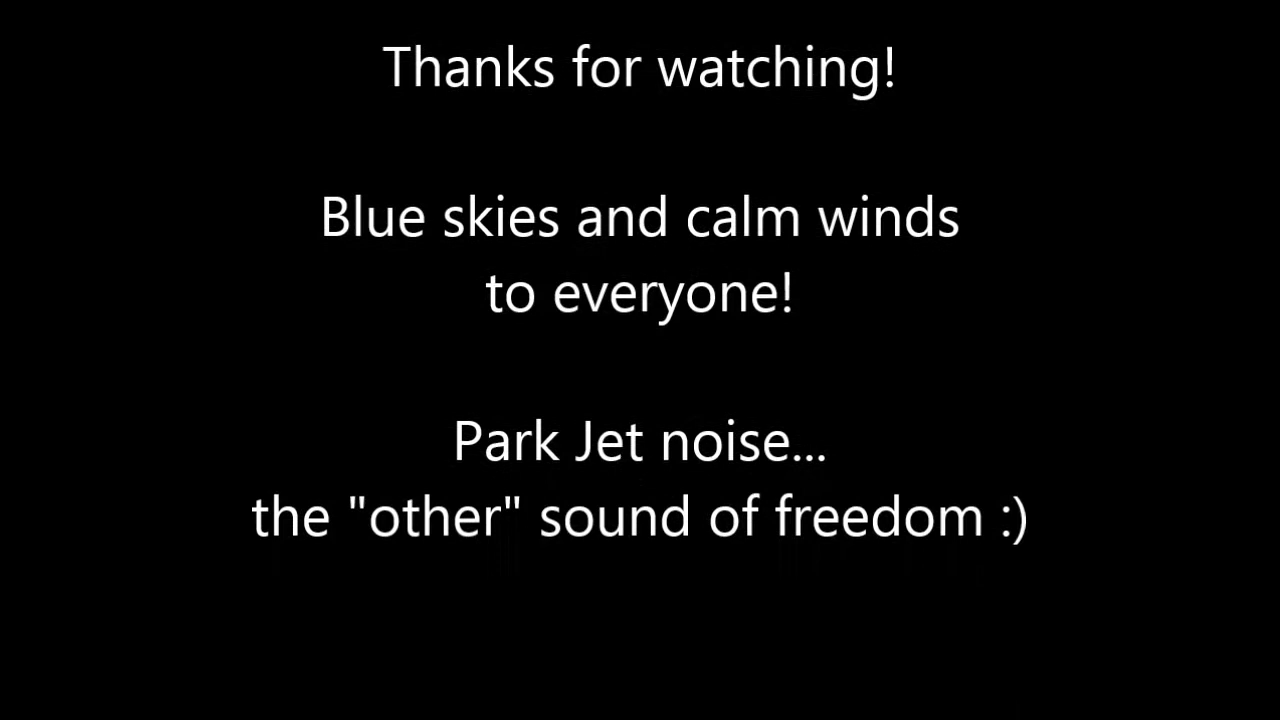 Thanks for watching!
Blue skies and calm winds
to everyone!
Park Jet noise...
the "other" sound of freedom :)